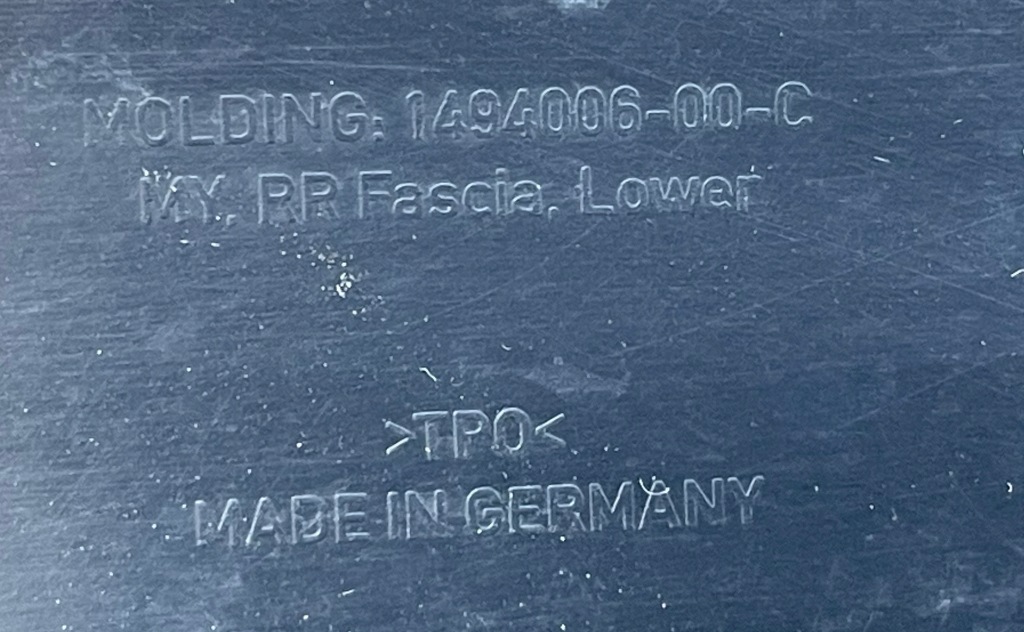 MOLDING: 1494006-00-C
MY, RR Fascia, Lower
>TPO<
MADE IN GERMANY